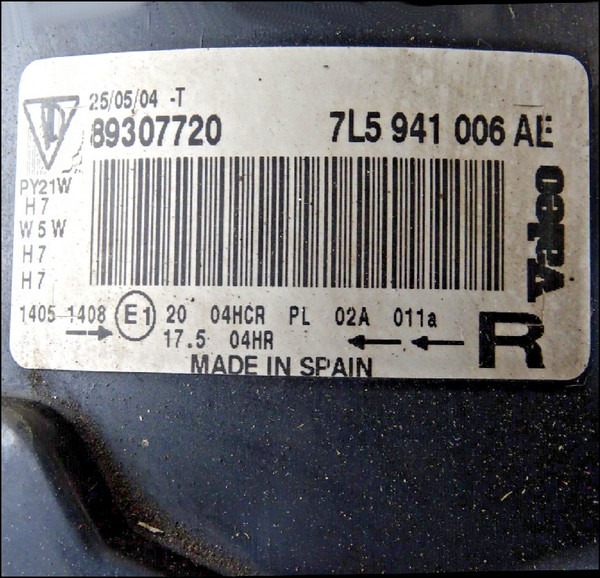 25/05/04 -T
89307720 7L5 941 006 AE
PY21W
H7
W5W
H7
H7
Valeo
1405 1408 E1 20 04HCR PL 02A 011a
17.5 04HR
R
MADE IN SPAIN